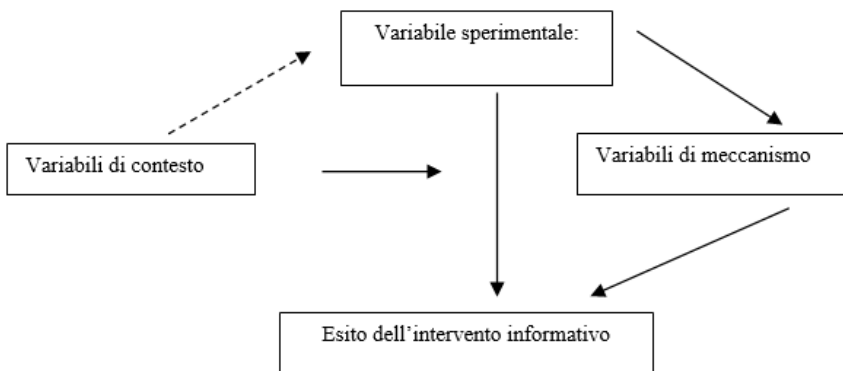 Variabile sperimentale:
Variabili di contesto
Variabili di meccanismo
Esito dell’intervento informativo